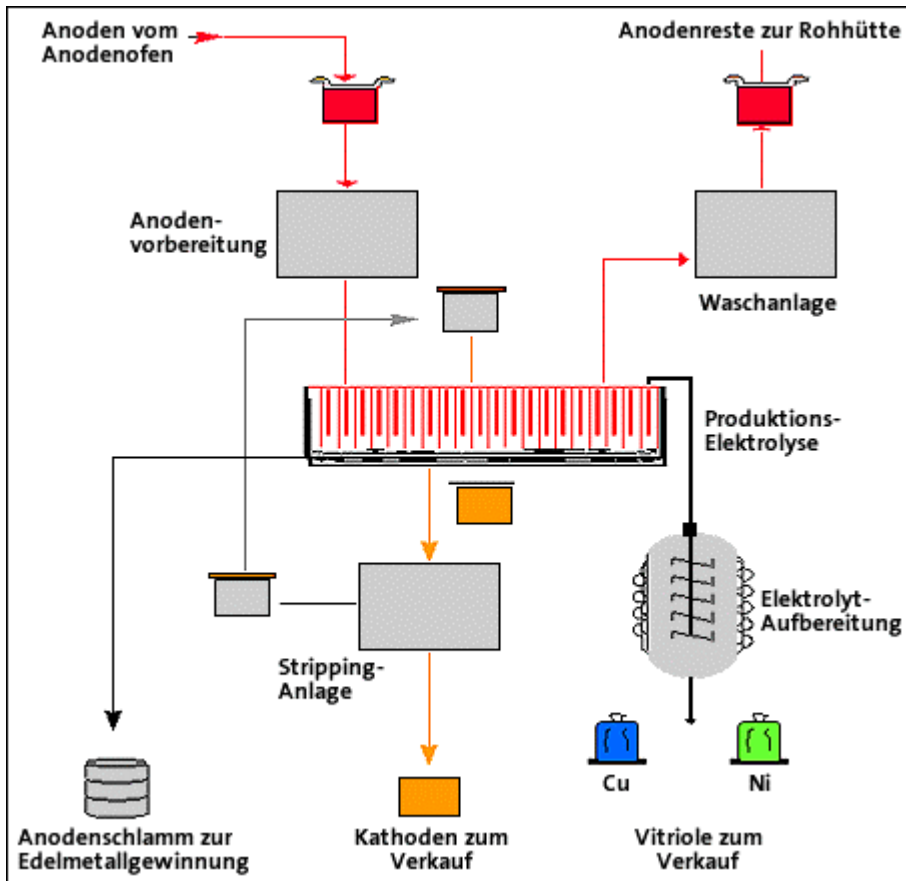 Anoden vom
Anodenofen
Anodenreste zur Rohhütte
Anoden-
vorbereitung
Waschanlage
Produktions-
Elektrolyse
Elektrolyt-
Aufbereitung
Stripping-
Anlage
Cu
Ni
Anodenschlamm zur
Edelmetallgewinnung
Kathoden zum
Verkauf
Vitriole zum
Verkauf